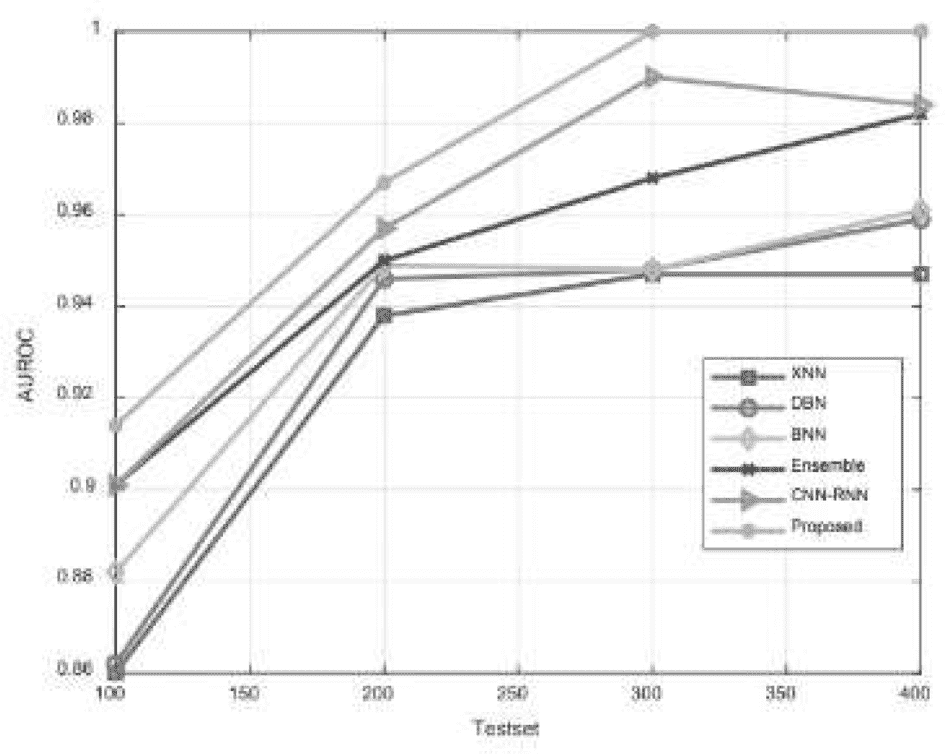 1
0.98
0.96
0.94
0.92
0.9
0.88
0.86
AUROC
100 150 200 250 300 350 400
Testset
XNN
DBN
BNN
Ensemble
CNN-RNN
Proposed